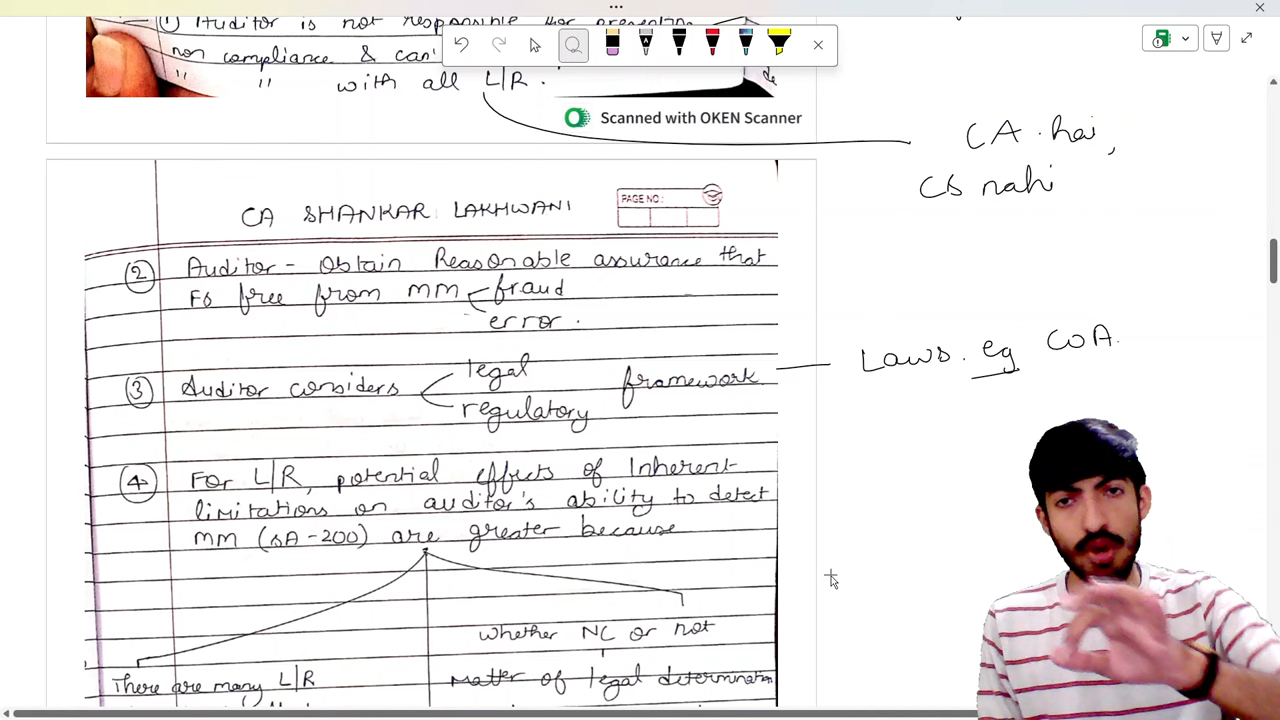 ① Auditor is not responsible for preventing
non compliance & can'
" " with all L/R.
Scanned with OKEN Scanner
CA hai,
CS nahi
CA SHANKAR LAKHWANI
PAGE NO.:
② Auditor - Obtain Reasonable assurance that
FS free from MM fraud
error.
③ Auditor considers legal framework
regulatory
Laws. eg CoA.
④ For L/R, potential effects of Inherent
limitations on auditor's ability to detect
MM (SA-200) are greater because
whether NC or not
There are many L/R
Matter of legal determination